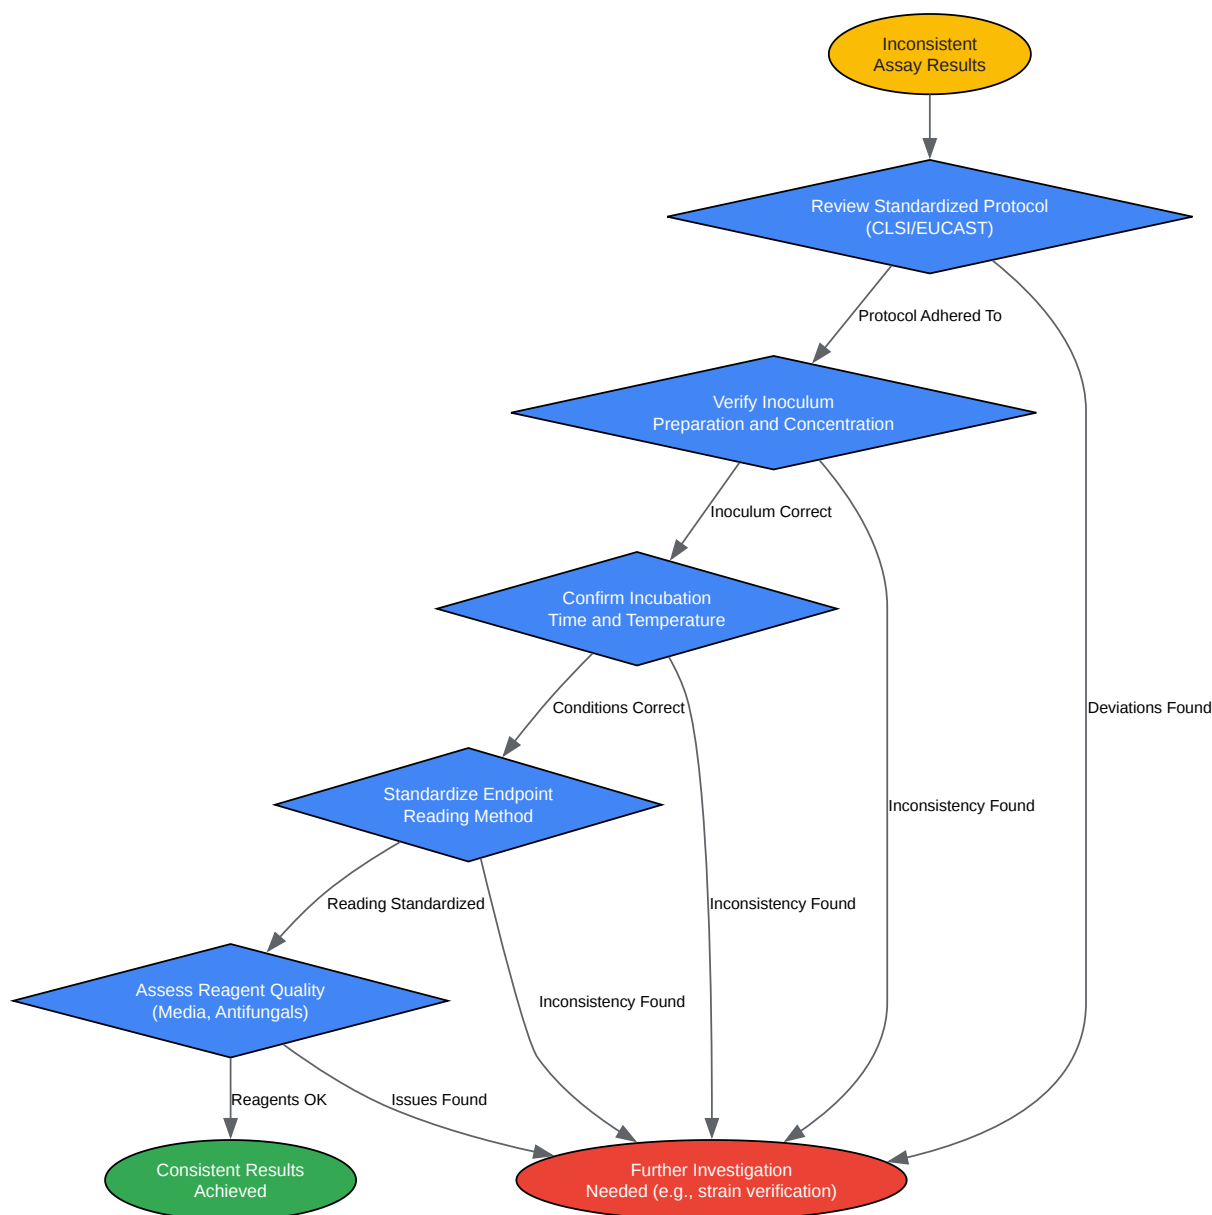 Inconsistent
Assay Results
Review Standardized Protocol
(CLSI/EUCAST)
Protocol Adhered To
Verify Inoculum
Preparation and Concentration
Inoculum Correct
Confirm Incubation
Time and Temperature
Conditions Correct
Deviations Found
Standardize Endpoint
Reading Method
Inconsistency Found
Reading Standardized
Inconsistency Found
Assess Reagent Quality
(Media, Antifungals)
Inconsistency Found
Reagents OK
Issues Found
Consistent Results
Achieved
Further Investigation
Needed (e.g., strain verification)